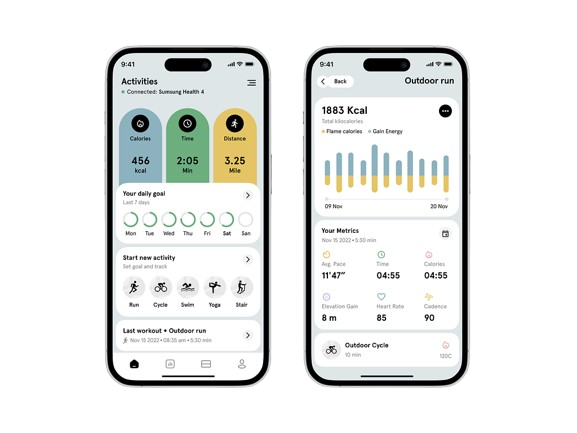 9:41
Activities
Connected: Sumsung Health 4
Calories
Time
Distance
456
2:05
3.25
kcal
Min
Mile
Your daily goal
Last 7 days
Mon Tue Wed Thu Fri Sat San
Start new activity
Set goal and track
Run Cycle Swim Yoga Stair
Last workout • Outdoor run
Nov 15 2022 • 08:35 am • 5:30 min
9:41
Back
Outdoor run
1883 Kcal
Total kilocalories
Flame calories
Gain Energy
09 Nov
20 Nov
Your Metrics
Nov 15 2022 • 5:30 min
Avg. Pace
Time
Calories
11'47"
04:55
04:55
Elevation Gain
Heart Rate
Cadence
8 m
85
90
Outdoor Cycle
10 min
120C